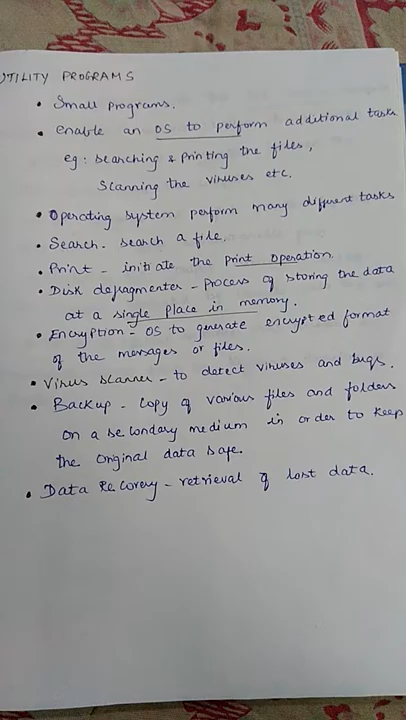 UTILITY PROGRAMS
• Small programs.
• enable an OS to perform additional task
eg: searching & printing the files,
scanning the viruses etc.
• Operating system perform many different tasks
• Search. search a file.
• Print - initiate the print operation.
• Disk defragmenter - process of storing the data
at a single place in memory.
• Encryption - OS to generate encrypted format
of the messages or files.
• Virus scanner - to detect viruses and bugs.
• Backup - copy of various files and folders
on a secondary medium in order to keep
the original data safe.
• Data Recovery - retrieval of lost data.